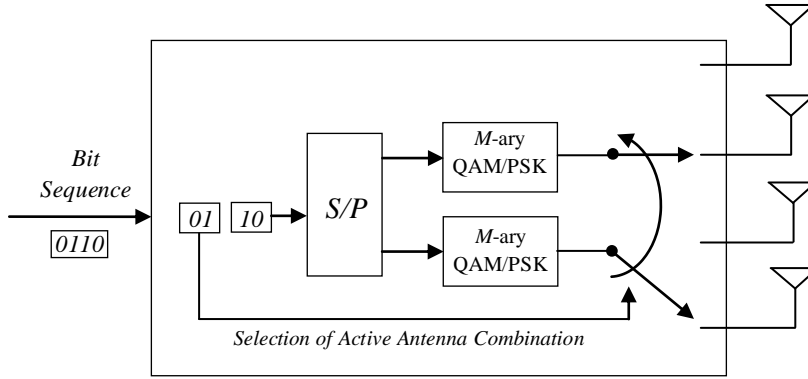 Bit
Sequence
0110
01
10
S/P
M-ary
QAM/PSK
M-ary
QAM/PSK
Selection of Active Antenna Combination